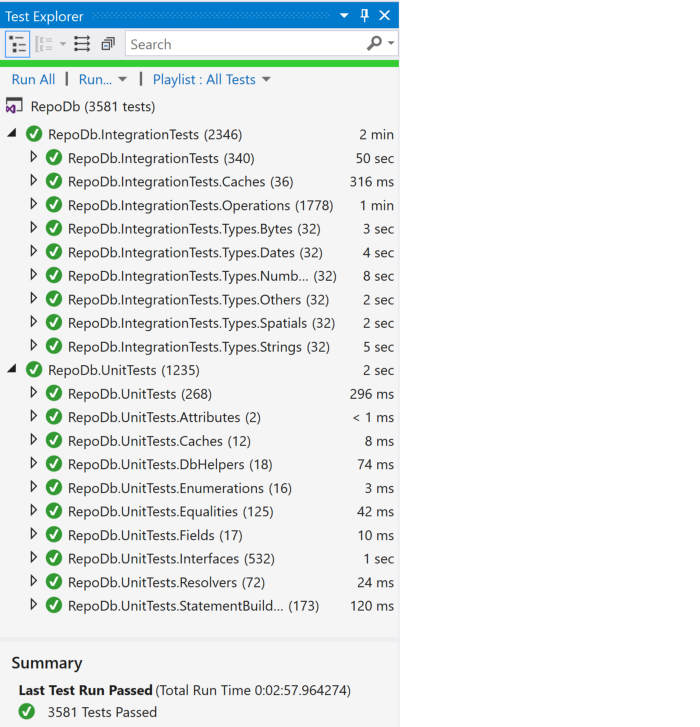 Test Explorer
Search
Run All | Run... | Playlist : All Tests
RepoDb (3581 tests)
RepoDb.IntegrationTests (2346) 2 min
RepoDb.IntegrationTests (340) 50 sec
RepoDb.IntegrationTests.Caches (36) 316 ms
RepoDb.IntegrationTests.Operations (1778) 1 min
RepoDb.IntegrationTests.Types.Bytes (32) 3 sec
RepoDb.IntegrationTests.Types.Dates (32) 4 sec
RepoDb.IntegrationTests.Types.Numb... (32) 8 sec
RepoDb.IntegrationTests.Types.Others (32) 2 sec
RepoDb.IntegrationTests.Types.Spatials (32) 2 sec
RepoDb.IntegrationTests.Types.Strings (32) 5 sec
RepoDb.UnitTests (1235) 2 sec
RepoDb.UnitTests (268) 296 ms
RepoDb.UnitTests.Attributes (2) < 1 ms
RepoDb.UnitTests.Caches (12) 8 ms
RepoDb.UnitTests.DbHelpers (18) 74 ms
RepoDb.UnitTests.Enumerations (16) 3 ms
RepoDb.UnitTests.Equalities (125) 42 ms
RepoDb.UnitTests.Fields (17) 10 ms
RepoDb.UnitTests.Interfaces (532) 1 sec
RepoDb.UnitTests.Resolvers (72) 24 ms
RepoDb.UnitTests.StatementBuild... (173) 120 ms
Summary
Last Test Run Passed (Total Run Time 0:02:57.964274)
3581 Tests Passed